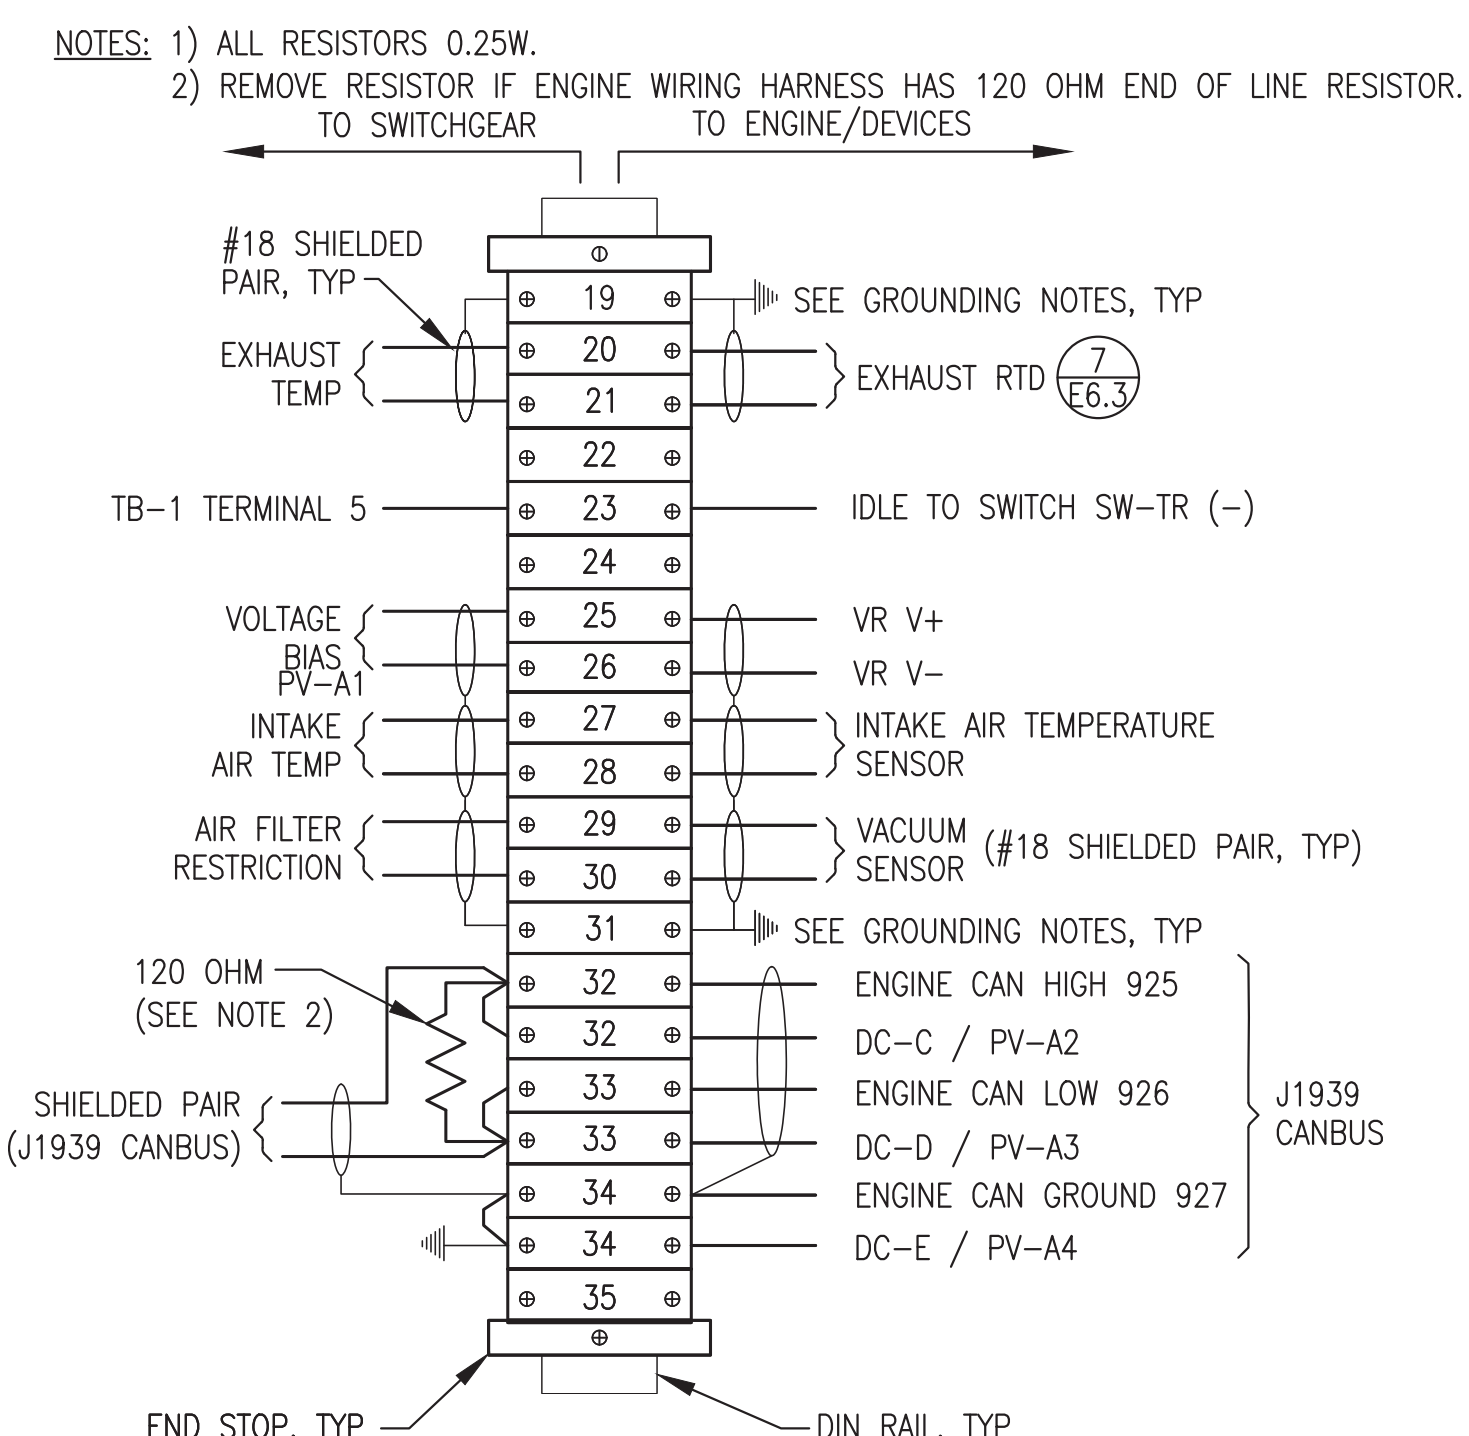 NOTES: 1) ALL RESISTORS 0.25W.
2) REMOVE RESISTOR IF ENGINE WIRING HARNESS HAS 120 OHM END OF LINE RESISTOR.
TO SWITCHGEAR
TO ENGINE/DEVICES
#18 SHIELDED
PAIR, TYP
19
SEE GROUNDING NOTES, TYP
EXHAUST
TEMP
20
21
EXHAUST RTD
7
E6.3
22
TB-1 TERMINAL 5
23
IDLE TO SWITCH SW-TR (-)
24
VOLTAGE
BIAS
PV-A1
25
VR V+
26
VR V-
INTAKE
AIR TEMP
27
28
INTAKE AIR TEMPERATURE
SENSOR
AIR FILTER
RESTRICTION
29
30
VACUUM
SENSOR
(#18 SHIELDED PAIR, TYP)
31
SEE GROUNDING NOTES, TYP
120 OHM
(SEE NOTE 2)
32
ENGINE CAN HIGH 925
32
DC-C / PV-A2
SHIELDED PAIR
(J1939 CANBUS)
33
ENGINE CAN LOW 926
33
DC-D / PV-A3
J1939
CANBUS
34
ENGINE CAN GROUND 927
34
DC-E / PV-A4
35
END STOP, TYP
DIN RAIL, TYP